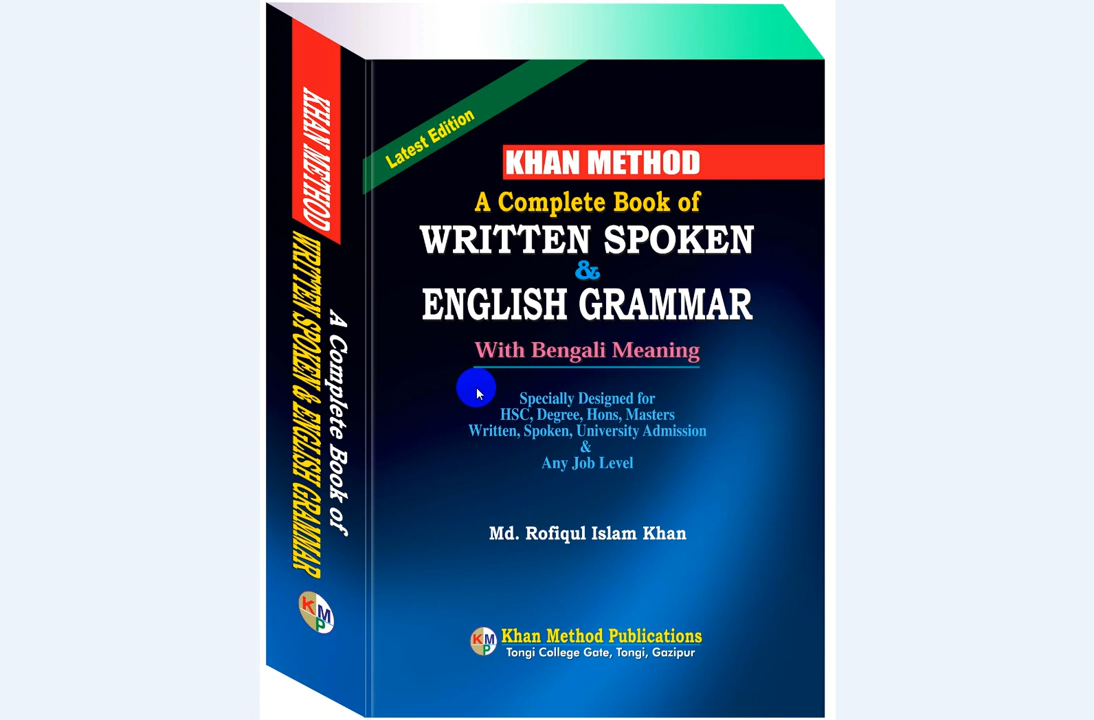 KHAN METHOD
A Complete Book of
WRITTEN SPOKEN & ENGLISH GRAMMAR
KMP
Latest Edition
KHAN METHOD
A Complete Book of
WRITTEN SPOKEN
&
ENGLISH GRAMMAR
With Bengali Meaning
Specially Designed for
HSC, Degree, Hons, Masters
Written, Spoken, University Admission
&
Any Job Level
Md. Rofiqul Islam Khan
KMP Khan Method Publications
Tongi College Gate, Tongi, Gazipur